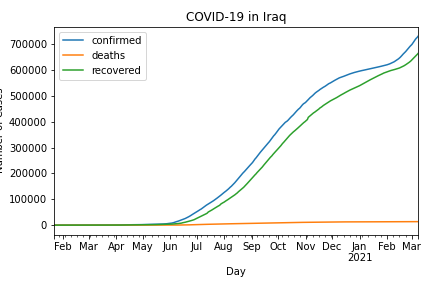 COVID-19 in Iraq
confirmed
deaths
recovered
700000
600000
500000
400000
300000
200000
100000
0
Feb Mar Apr May Jun Jul Aug Sep Oct Nov Dec Jan Feb Mar
2021
Day